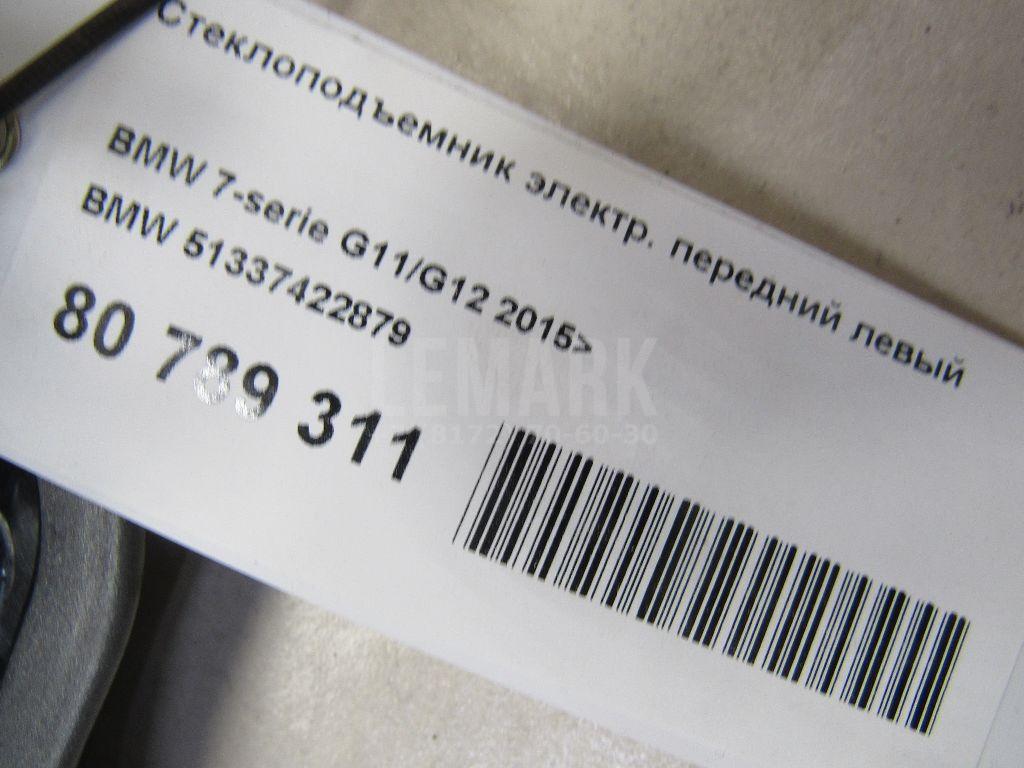 Стеклоподъемник электр. передний левый
BMW 7-serie G11/G12 2015>
BMW 51337422879
80 789 311
LEMARK